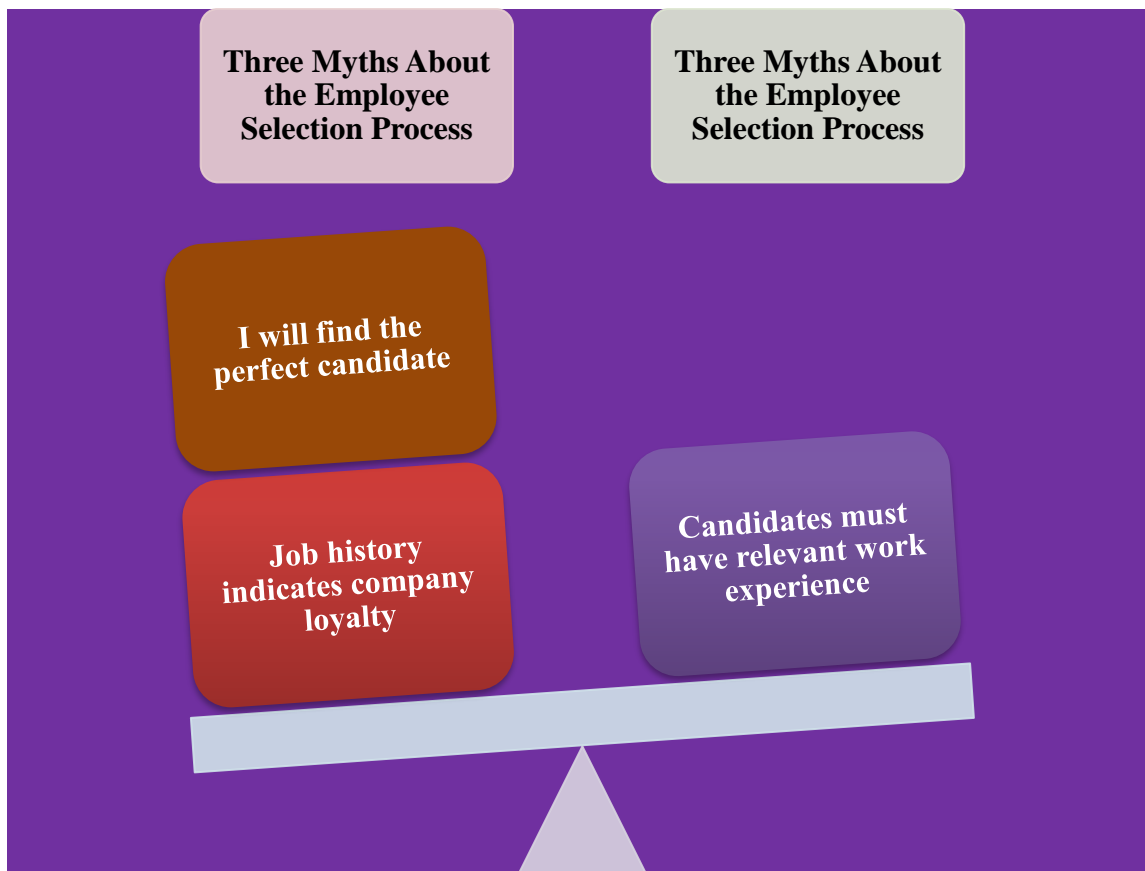 Three Myths About
the Employee
Selection Process
Three Myths About
the Employee
Selection Process
I will find the
perfect candidate
Job history
indicates company
loyalty
Candidates must
have relevant work
experience